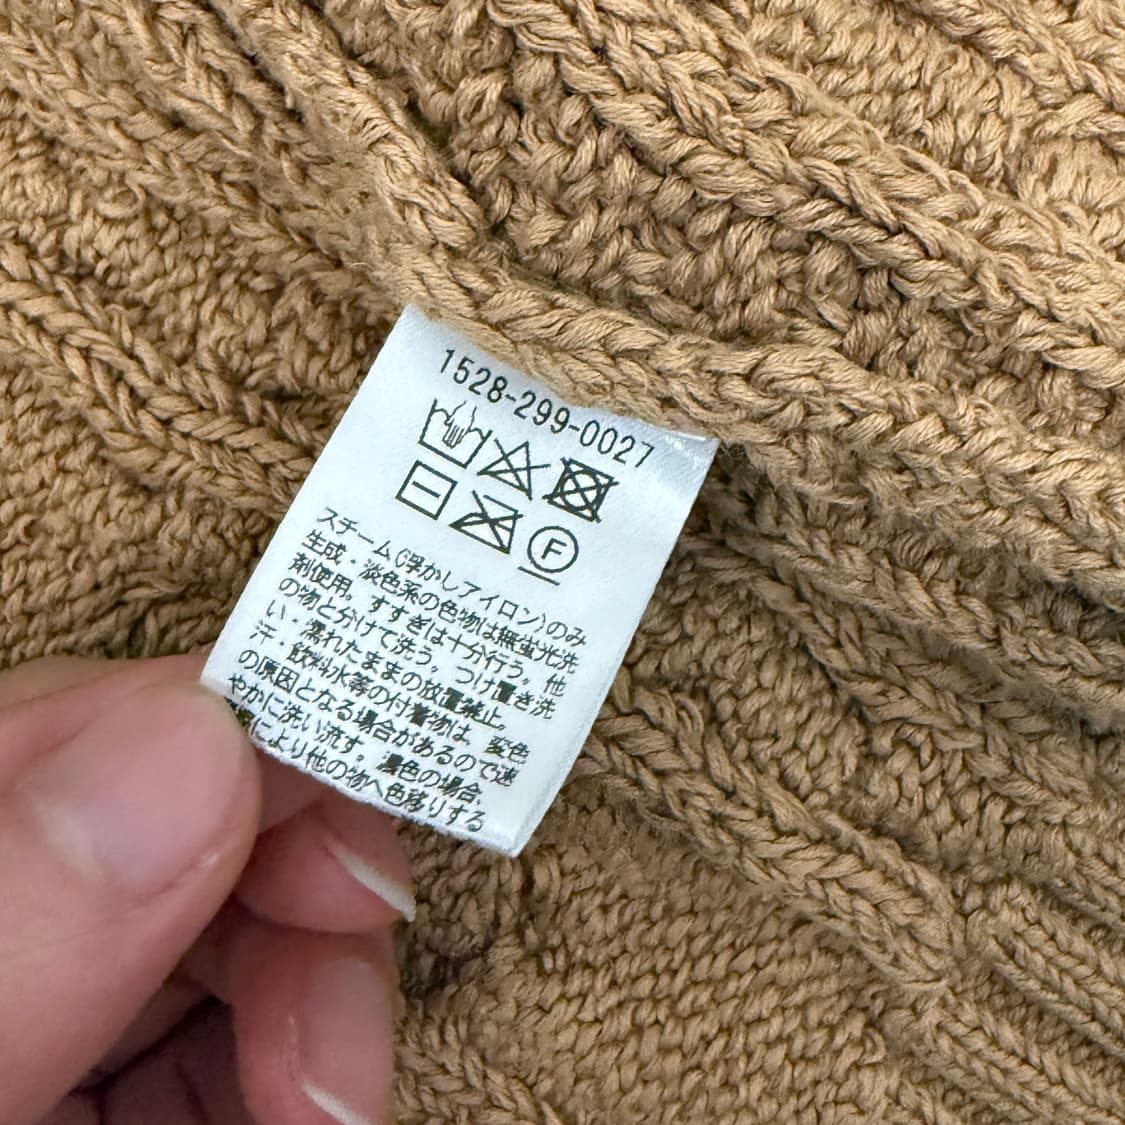 1528-299-0027
F
スチーム(浮かしアイロン)のみ
生成・淡色系の色物は無蛍光洗
剤使用。すすぎは十分行う。他
の物と分けて洗う。つけ置き洗
い・濡れたままの放置禁止。
汗・飲料水等の付着物は、変色
の原因となる場合があるので速
やかに洗い流す。濃色の場合、
により他の物へ色移りする